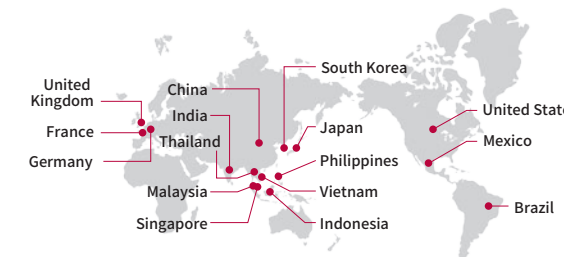 South Korea
China
United
Kingdom
India
United State
France
Japan
Thailand
Mexico
Germany
Philippines
Malaysia
Vietnam
Brazil
Singapore
Indonesia